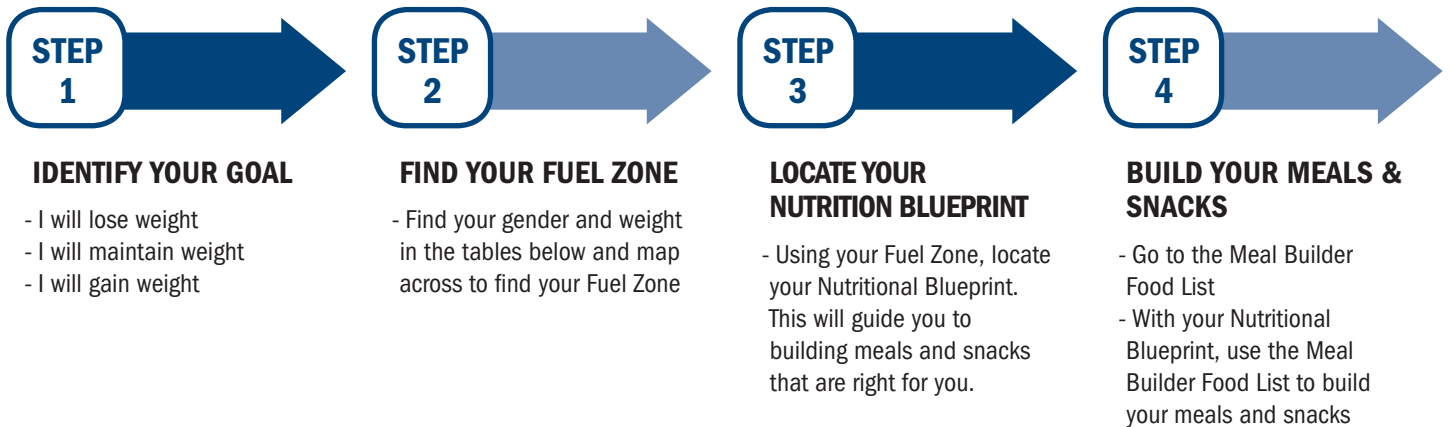 STEP
1
IDENTIFY YOUR GOAL
- I will lose weight
- I will maintain weight
- I will gain weight
STEP
2
FIND YOUR FUEL ZONE
- Find your gender and weight
in the tables below and map
across to find your Fuel Zone
STEP
3
LOCATE YOUR
NUTRITION BLUEPRINT
- Using your Fuel Zone, locate
your Nutritional Blueprint.
This will guide you to
building meals and snacks
that are right for you.
STEP
4
BUILD YOUR MEALS &
SNACKS
- Go to the Meal Builder
Food List
- With your Nutritional
Blueprint, use the Meal
Builder Food List to build
your meals and snacks